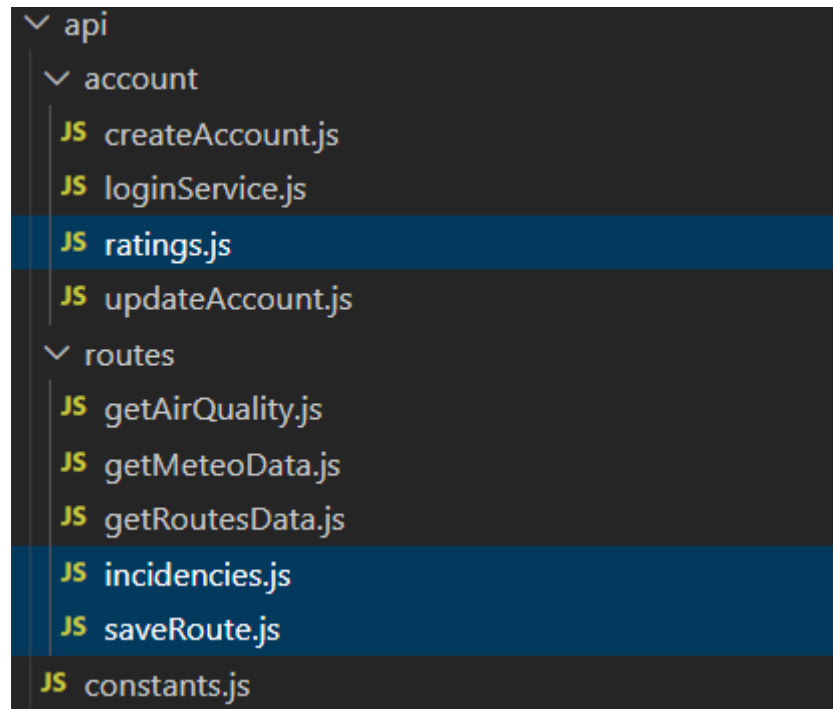 api
account
JS createAccount.js
JS loginService.js
JS ratings.js
JS updateAccount.js
routes
JS getAirQuality.js
JS getMeteoData.js
JS getRoutesData.js
JS incidencies.js
JS saveRoute.js
JS constants.js